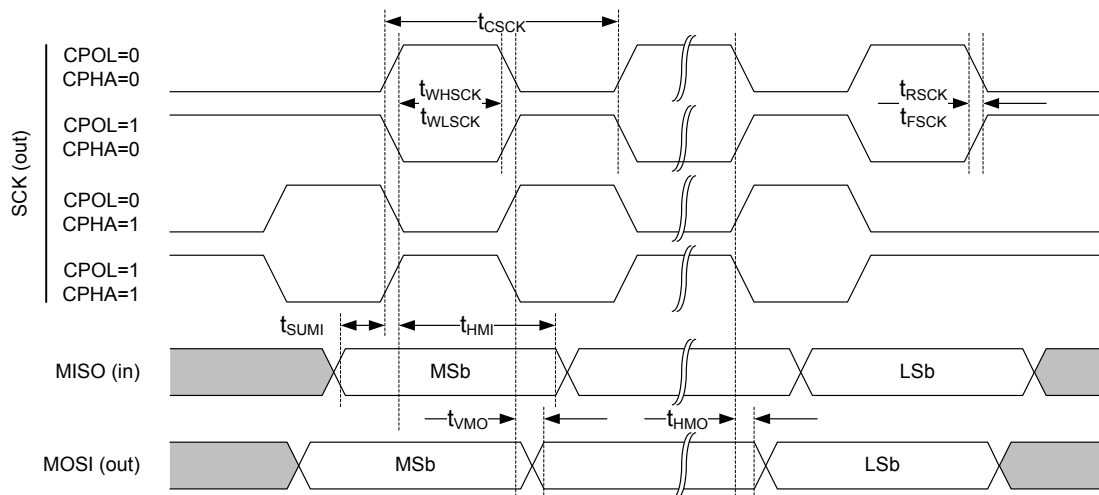 tCSCK
CPOL=0
CPHA=0
tWHSCK
tRSCK
CPOL=1
CPHA=0
tWLSCK
tFSCK
SCK (out)
CPOL=0
CPHA=1
CPOL=1
CPHA=1
tSUMI
tHMI
MISO (in)
MSb
LSb
tVMO
tHMO
MOSI (out)
MSb
LSb